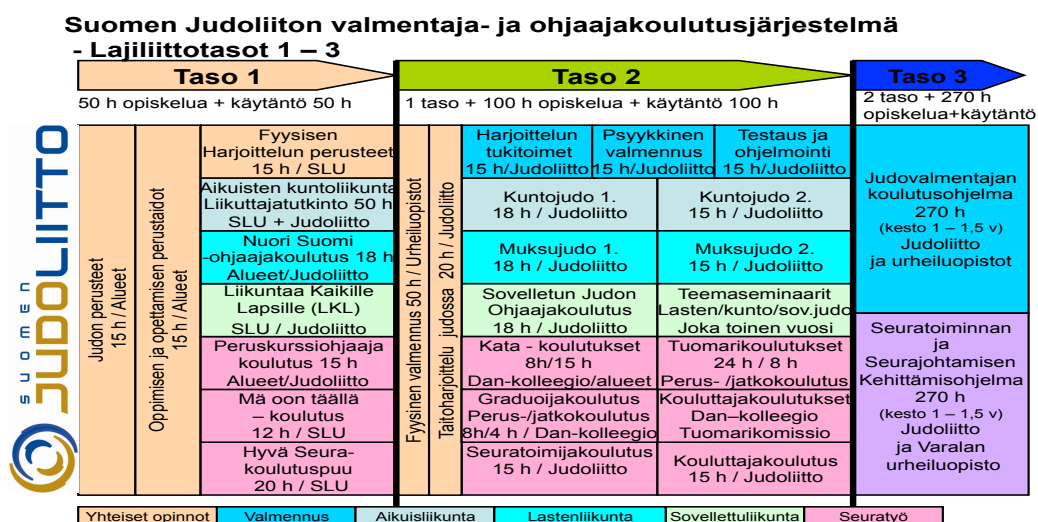 Suomen Judoliiton valmentaja- ja ohjaajakoulutusjärjestelmä
- Lajiliittotasot 1 – 3
Taso 1
Taso 2
Taso 3
50 h opiskelua + käytäntö 50 h
1 taso + 100 h opiskelua + käytäntö 100 h
2 taso + 270 h
opiskelua+käytäntö
SUOMEN
JUDOLIITTO
Judon perusteet
15 h / Alueet
Oppimisen ja opettamisen perustaidot
15 h / Alueet
Fyysisen
Harjoittelun perusteet
15 h / SLU
Aikuisten kuntoliikunta
Liikuttajatutkinto 50 h
SLU + Judoliitto
Nuori Suomi
-ohjaajakoulutus 18 h
Alueet/Judoliitto
Liikuntaa Kaikille
Lapsille (LKL)
SLU / Judoliitto
Peruskurssiohjaaja
koulutus 15 h
Alueet/Judoliitto
Mä oon täällä
– koulutus
12 h / SLU
Hyvä Seura-
koulutuspuu
20 h / SLU
Fyysinen valmennus 50 h / Urheiluopistot
Taitoharjoittelu judossa 20 h / Judoliitto
Harjoittelun
tukitoimet
15 h/Judoliitto
Psyykkinen
valmennus
15 h/Judoliitto
Testaus ja
ohjelmointi
15 h/Judoliitto
Kuntojudo 1.
18 h / Judoliitto
Kuntojudo 2.
15 h / Judoliitto
Muksujudo 1.
18 h / Judoliitto
Muksujudo 2.
15 h / Judoliitto
Sovelletun Judon
Ohjaajakoulutus
18 h / Judoliitto
Teemaseminaarit
Lasten/kunto/sov.judo
Joka toinen vuosi
Kata - koulutukset
8h/15 h
Dan-kolleegio/alueet
Tuomarikoulutukset
24 h / 8 h
Perus- /jatkokoulutus
Graduoijakoulutus
Perus-/jatkokoulutus
8h/4 h / Dan-kolleegio
Kouluttajakoulutukset
Dan–kolleegio
Tuomarikomissio
Seuratoimijakoulutus
15 h / Judoliitto
Kouluttajakoulutus
15 h / Judoliitto
Judovalmentajan
koulutusohjelma
270 h
(kesto 1 – 1,5 v)
Judoliitto
ja urheiluopistot
Seuratoiminnan
ja
Seurajohtamisen
Kehittämisohjelma
270 h
(kesto 1 – 1,5 v)
Judoliitto
ja Varalan
urheiluopisto
Yhteiset opinnot
Valmennus
Aikuisliikunta
Lastenliikunta
Sovellettuliikunta
Seuratyö